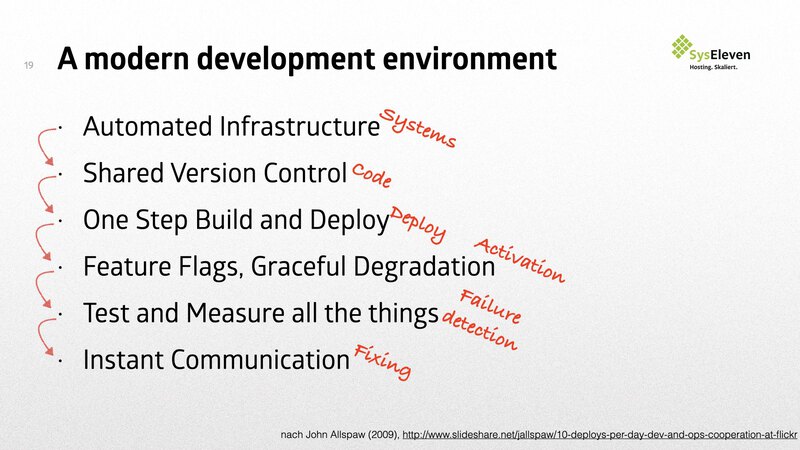 19
A modern development environment
SysEleven
Hosting. Skaliert.
· Automated Infrastructure Systems
· Shared Version Control Code
· One Step Build and Deploy Deploy
· Feature Flags, Graceful Degradation Activation
· Test and Measure all the things Failure detection
· Instant Communication Fixing
nach John Allspaw (2009), http://www.slideshare.net/jallspaw/10-deploys-per-day-dev-and-ops-cooperation-at-flickr